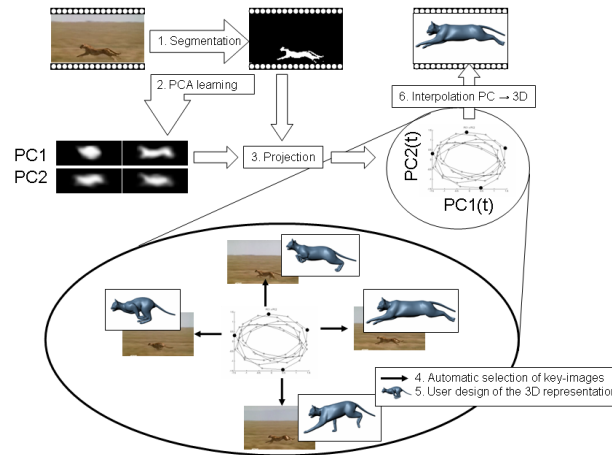 1. Segmentation
2. PCA learning
6. Interpolation PC → 3D
PC1
PC2
3. Projection
PC2(t)
PC1(t)
4. Automatic selection of key-images
5. User design of the 3D representation